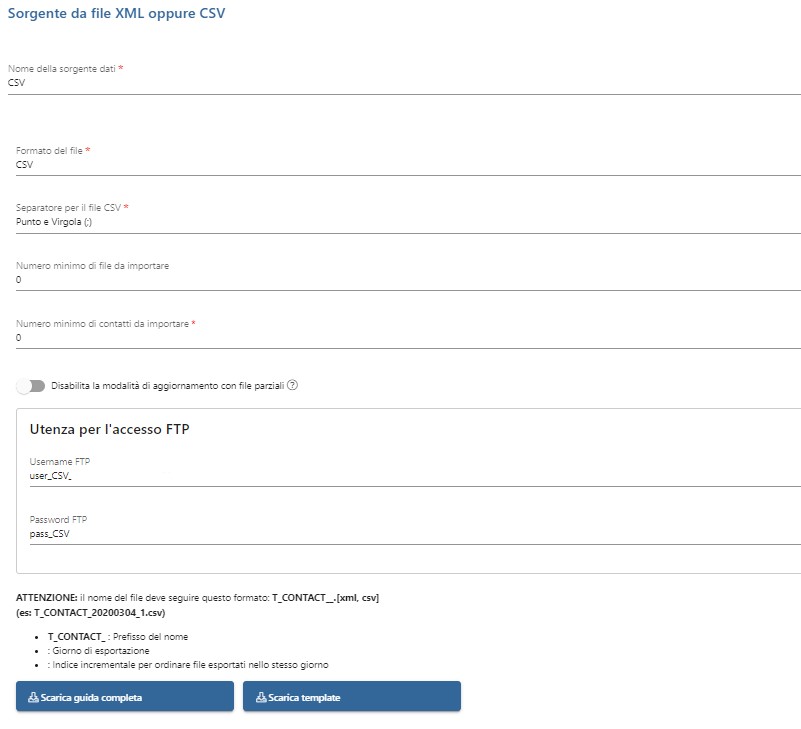 Sorgente da file XML oppure CSV
Nome della sorgente dati *
CSV
Formato del file *
CSV
Separatore per il file CSV *
Punto e Virgola (;)
Numero minimo di file da importare
0
Numero minimo di contatti da importare *
0
Disabilita la modalità di aggiornamento con file parziali ?
Utenza per l'accesso FTP
Username FTP
user_CSV_
Password FTP
pass_CSV
ATTENZIONE: il nome del file deve seguire questo formato: T_CONTACT__.[xml, csv]
(es: T_CONTACT_20200304_1.csv)
• T_CONTACT_ : Prefisso del nome
• : Giorno di esportazione
• : Indice incrementale per ordinare file esportati nello stesso giorno
Scarica guida completa
Scarica template